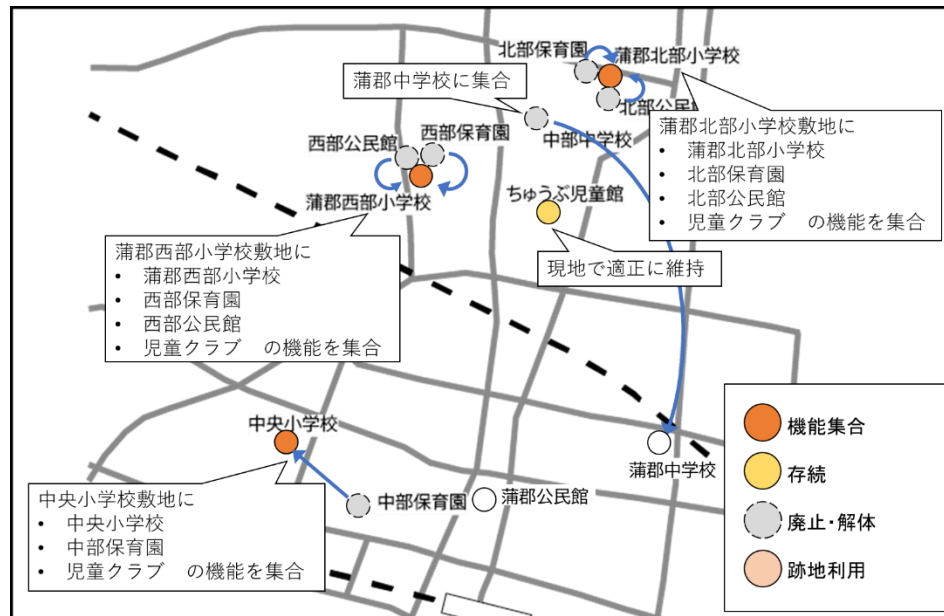 北部保育園
蒲郡北部小学校
北部公民館
蒲郡中学校に集合
中部中学校
西部公民館
西部保育園
蒲郡西部小学校
ちゅうぶ児童館
現地で適正に維持
蒲郡北部小学校敷地に
• 蒲郡北部小学校
• 北部保育園
• 北部公民館
• 児童クラブ の機能を集合
蒲郡西部小学校敷地に
• 蒲郡西部小学校
• 西部保育園
• 西部公民館
• 児童クラブ の機能を集合
中央小学校
蒲郡中学校
中部保育園
蒲郡公民館
中央小学校敷地に
• 中央小学校
• 中部保育園
• 児童クラブ の機能を集合
機能集合
存続
廃止・解体
跡地利用